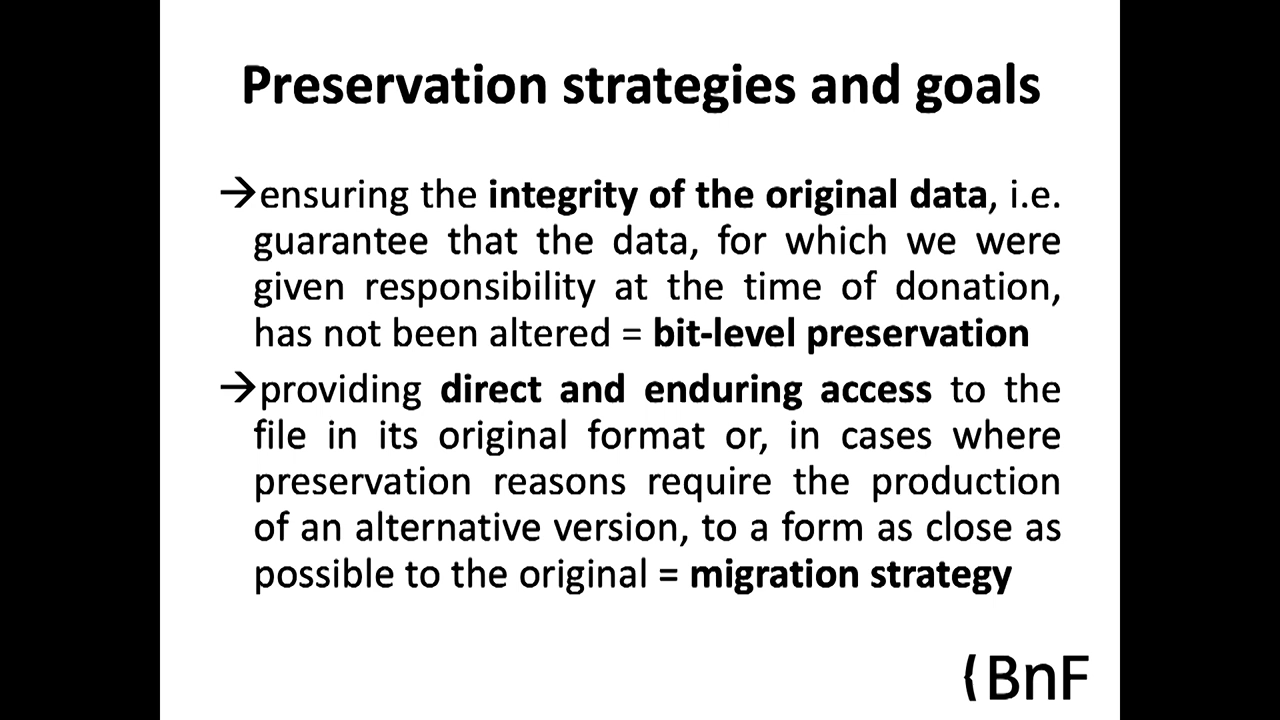 Preservation strategies and goals
→ensuring the integrity of the original data, i.e.
guarantee that the data, for which we were
given responsibility at the time of donation,
has not been altered = bit-level preservation
→providing direct and enduring access to the
file in its original format or, in cases where
preservation reasons require the production
of an alternative version, to a form as close as
possible to the original = migration strategy
{BnF